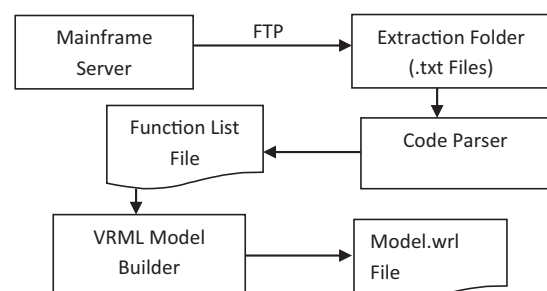 Mainframe
Server
FTP
Extraction Folder
(.txt Files)
Function List
File
Code Parser
VRML Model
Builder
Model.wrl
File